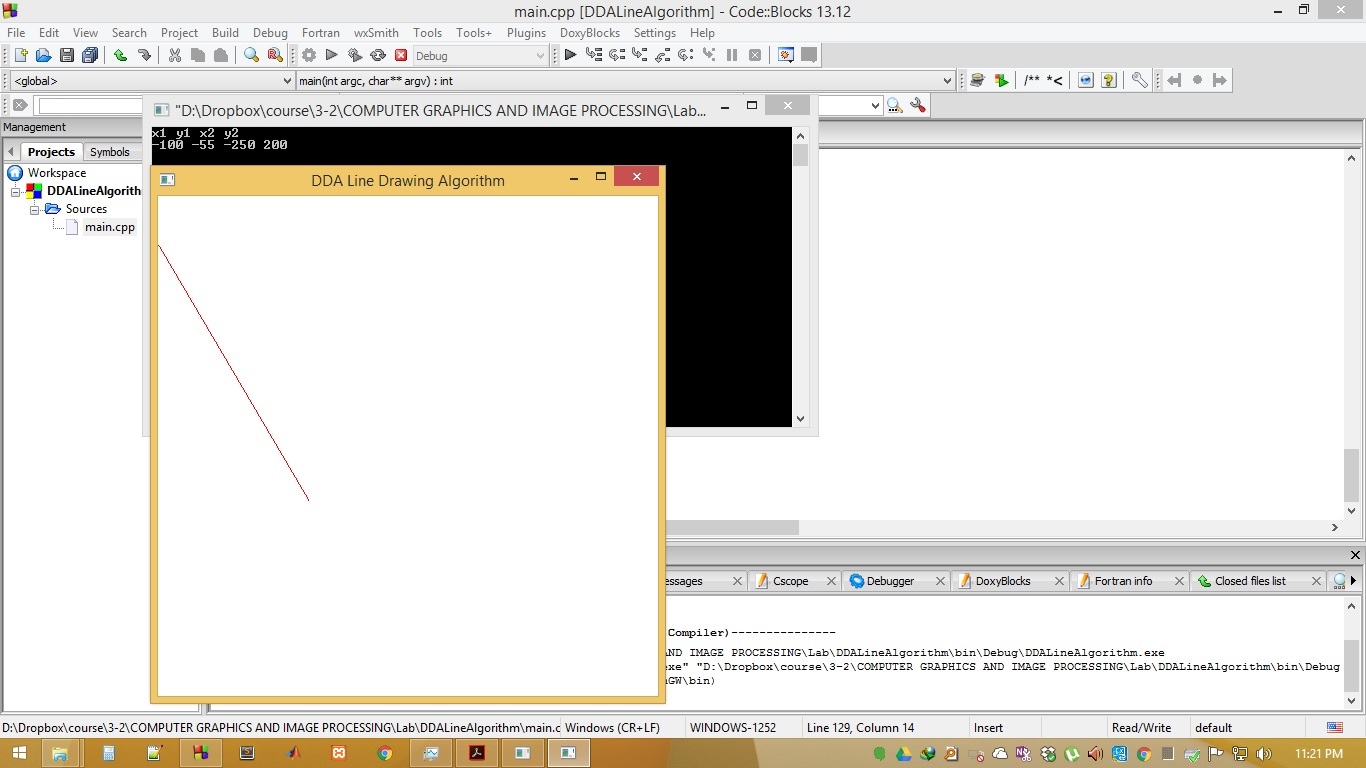 main.cpp [DDALineAlgorithm] - Code::Blocks 13.12
File Edit View Search Project Build Debug Fortran wxSmith Tools Tools+ Plugins DoxyBlocks Settings Help
Debug
<global> main(int argc, char** argv) : int /** *<
"D:\Dropbox\course\3-2\COMPUTER GRAPHICS AND IMAGE PROCESSING\Lab...
Management
x1 y1 x2 y2
-100 -55 -250 200
Projects Symbols
Workspace
DDALineAlgorith
Sources
main.cpp
DDA Line Drawing Algorithm
essages Cscope Debugger DoxyBlocks Fortran info Closed files list
Compiler)---------------
AND IMAGE PROCESSING\Lab\DDALineAlgorithm\bin\Debug\DDALineAlgorithm.exe
exe" "D:\Dropbox\course\3-2\COMPUTER GRAPHICS AND IMAGE PROCESSING\Lab\DDALineAlgorithm\bin\Debug
GW\bin)
D:\Dropbox\course\3-2\COMPUTER GRAPHICS AND IMAGE PROCESSING\Lab\DDALineAlgorithm\main.c Windows (CR+LF) WINDOWS-1252 Line 129, Column 14 Insert Read/Write default
11:21 PM